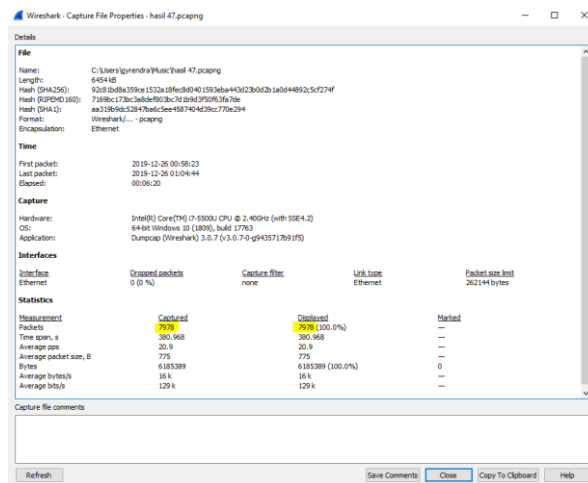 Wireshark · Capture File Properties - hasil 47.pcapng
Details
File
Name: C:\Users\gyrendra\Music\hasil 47.pcapng
Length: 6454 kB
Hash (SHA256):
Hash (RIPEMD160):
Hash (SHA1):
Format: Wireshark/... - pcapng
Encapsulation: Ethernet
Time
First packet: 2019-12-26 00:58:23
Last packet: 2019-12-26 01:04:44
Elapsed: 00:06:20
Capture
Hardware: Intel(R) Core(TM) i7-5500U CPU @ 2.40GHz (with SSE4.2)
OS: 64-bit Windows 10 (1809), build 17763
Application: Dumpcap (Wireshark) 3.0.7 (v3.0.7-0-g9435717b91f5)
Interfaces
Interface Dropped packets Capture filter Link type Packet size limit
Ethernet 0 (0 %) none Ethernet 262144 bytes
Statistics
Measurement Captured Displayed Marked
Packets 7978 7978 (100.0%) —
Time span, s 380.968 380.968 —
Average pps 20.9 20.9 —
Average packet size, B 775 775 —
Bytes 6185389 6185389 (100.0%) 0
Average bytes/s 16 k 16 k —
Average bits/s 129 k 129 k —
Capture file comments
Refresh Save Comments Close Copy To Clipboard Help